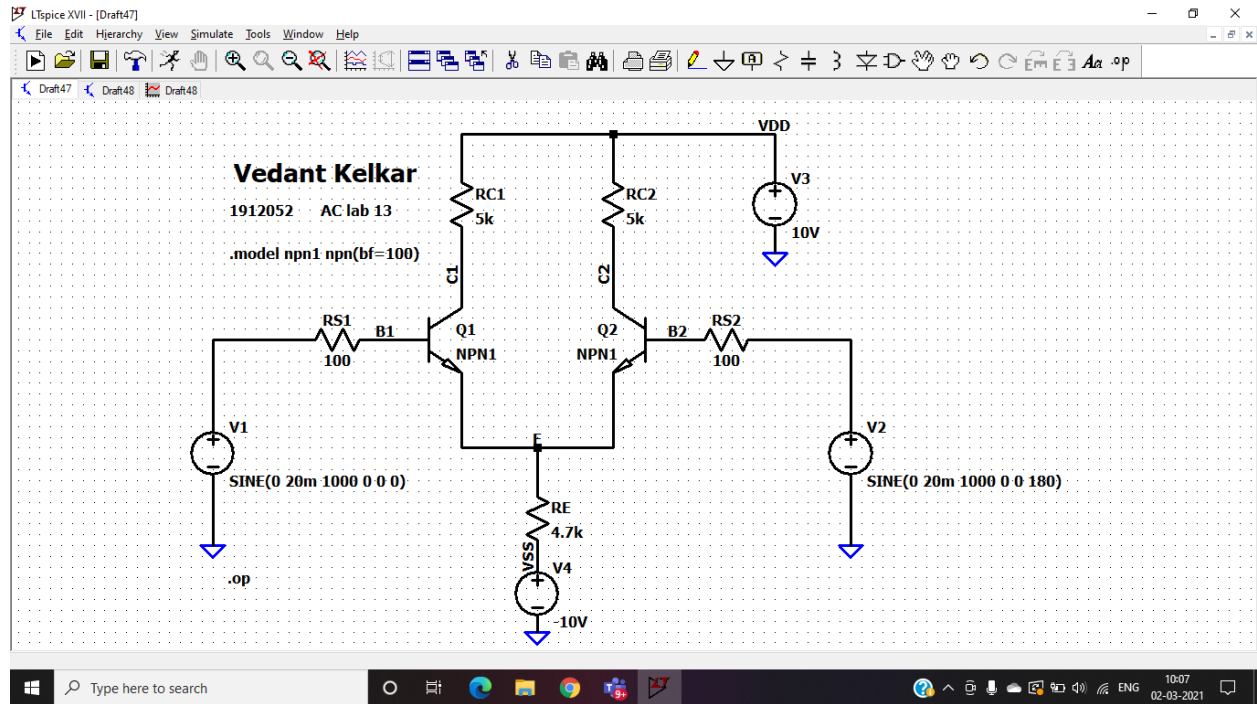 LTspice XVII - [Draft47]
File Edit Hierarchy View Simulate Tools Window Help
Aa .op
Draft47 Draft48 Draft48
VDD
Vedant Kelkar
1912052 AC lab 13
.model npn1 npn(bf=100)
RC1
5k
RC2
5k
V3
10V
C1
C2
RS1
100
B1
Q1
NPN1
Q2
NPN1
B2
RS2
100
V1
SINE(0 20m 1000 0 0 0)
V2
SINE(0 20m 1000 0 0 180)
E
RE
4.7k
VSS
V4
-10V
.op
Type here to search
9+
ENG
10:07
02-03-2021